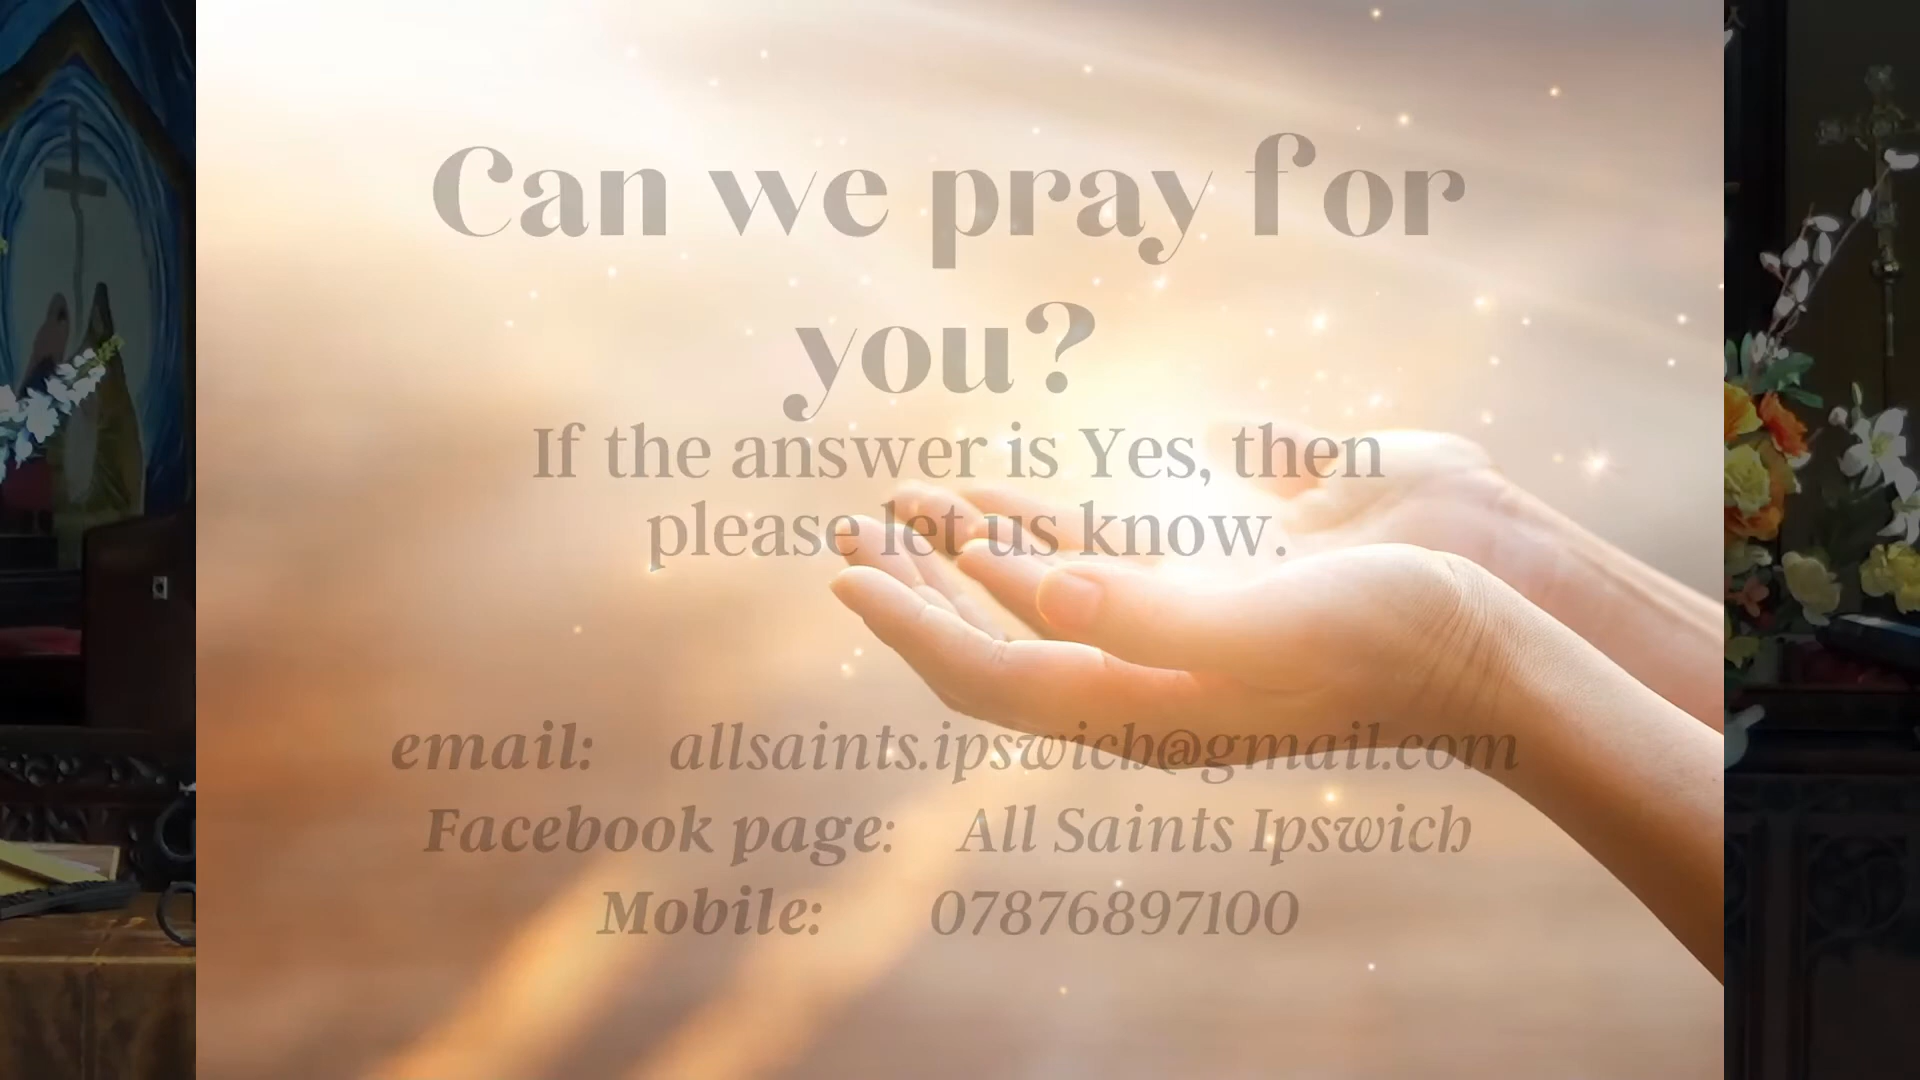 Can we pray for
you?
If the answer is Yes, then
please let us know.
email: allsaints.ipswich@gmail.com
Facebook page: All Saints Ipswich
Mobile: 07876897100